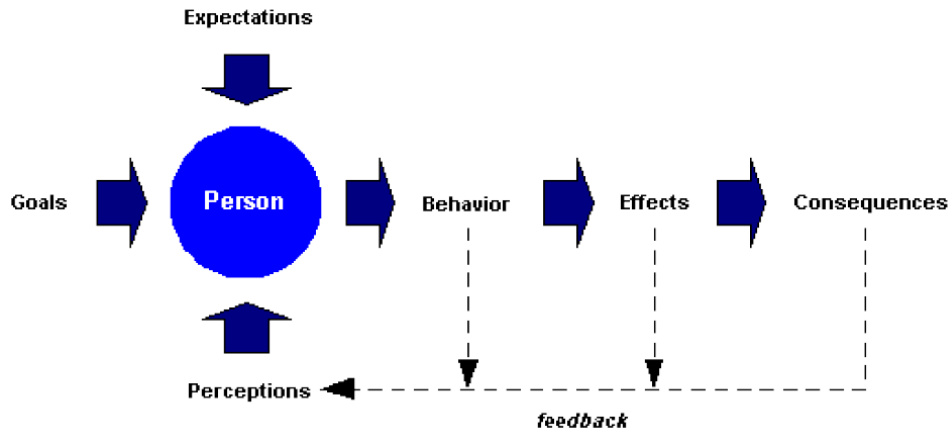 Expectations
Goals
Person
Behavior
Effects
Consequences
Perceptions
feedback